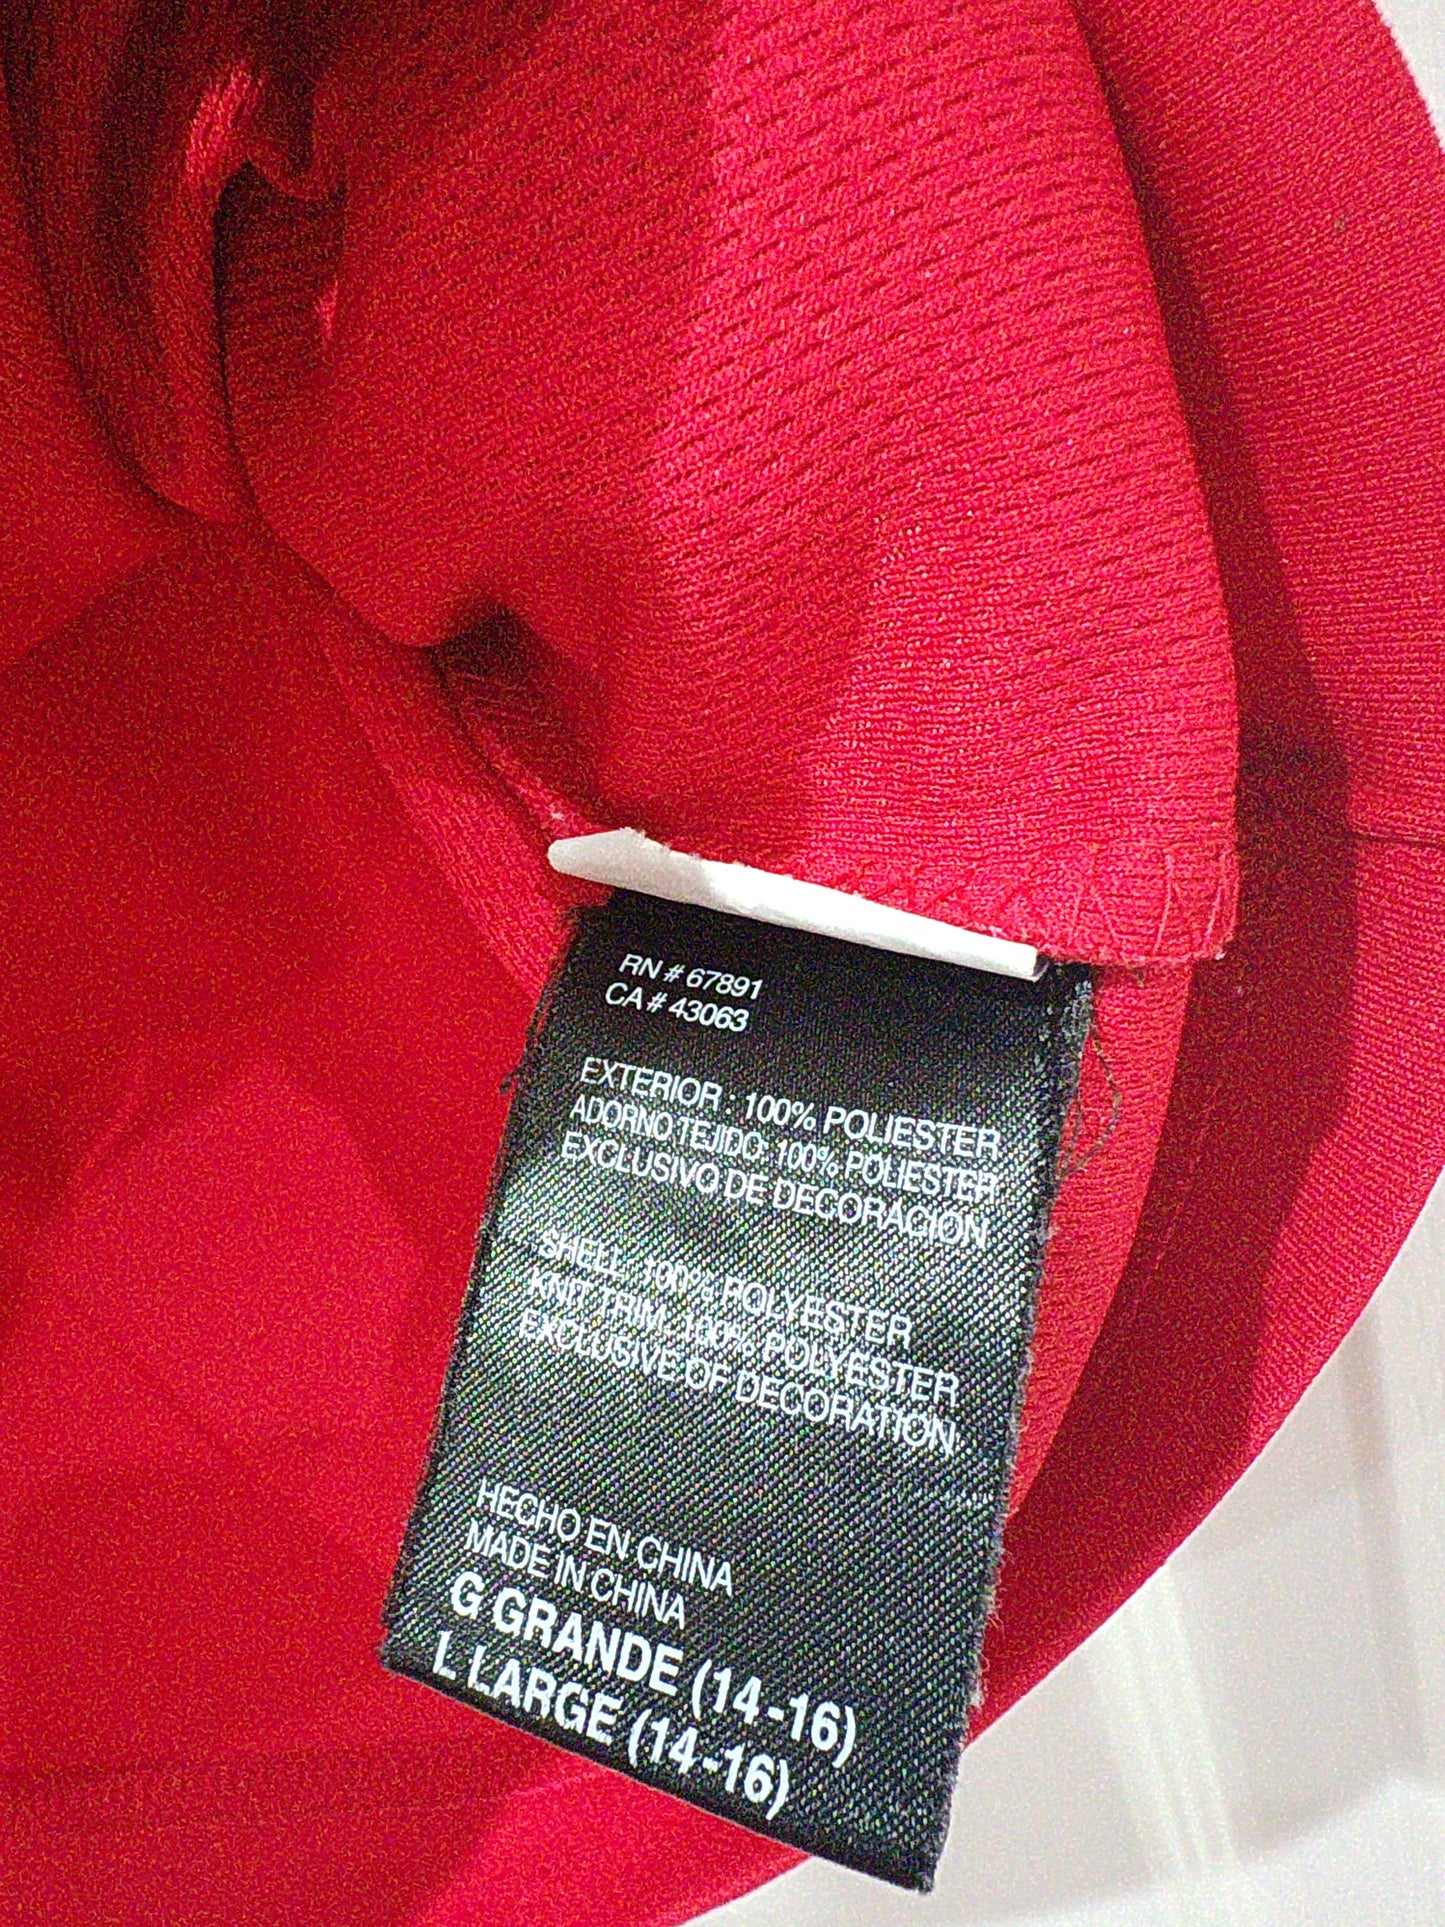 RN # 67891
CA # 43063
EXTERIOR : 100% POLIESTER
ADORNO TEJIDO: 100% POLIESTER
EXCLUSIVO DE DECORACION
SHELL: 100% POLYESTER
KNIT TRIM: 100% POLYESTER
EXCLUSIVE OF DECORATION
HECHO EN CHINA
MADE IN CHINA
G GRANDE (14-16)
L LARGE (14-16)